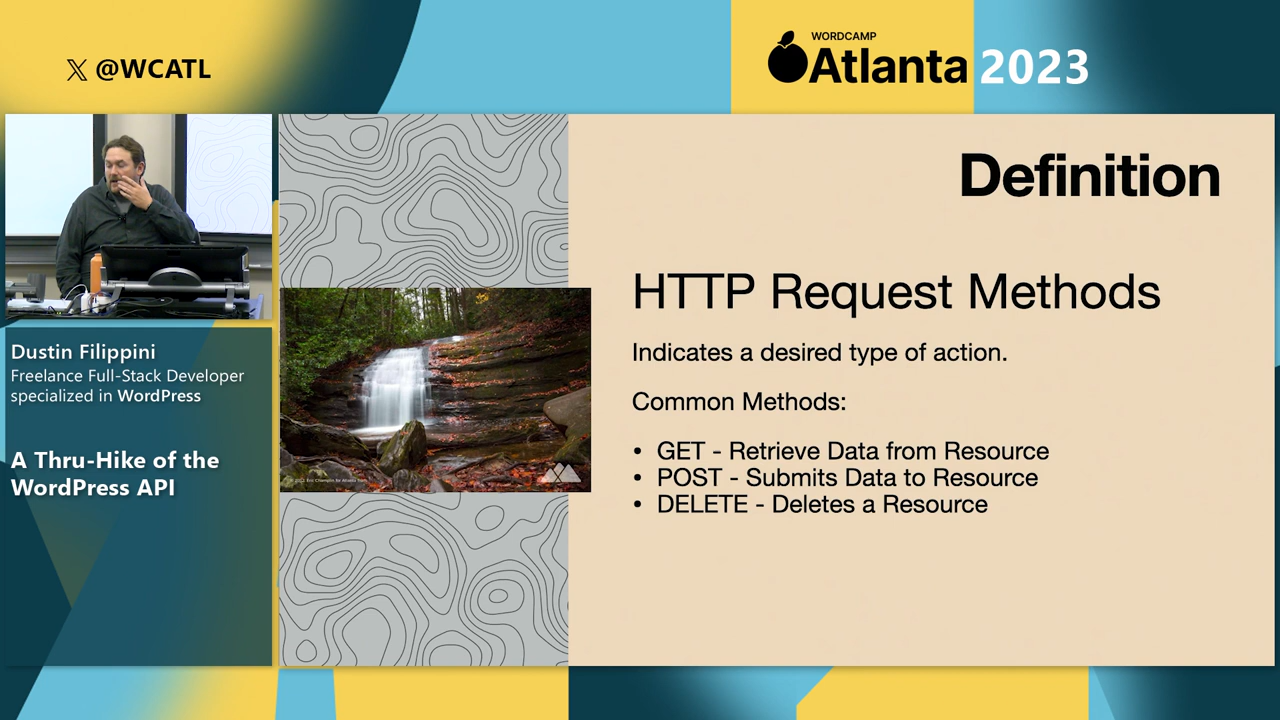 𝕏 @WCATL
WORDCAMP
Atlanta 2023
Dustin Filippini
Freelance Full-Stack Developer
specialized in WordPress
A Thru-Hike of the
WordPress API
Definition
HTTP Request Methods
Indicates a desired type of action.
Common Methods:
• GET - Retrieve Data from Resource
• POST - Submits Data to Resource
• DELETE - Deletes a Resource